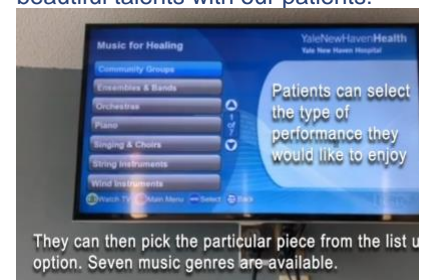 beautiful talents with our patients.
Music for Healing
YaleNewHavenHealth
Yale New Haven Hospital
Community Groups
Ensembles & Bands
Orchestras
Piano
Singing & Choirs
String Instruments
Wind Instruments
1
of
7
Patients can select
the type of
performance they
would like to enjoy
Watch TV Main Menu Select Back
They can then pick the particular piece from the list u
option. Seven music genres are available.